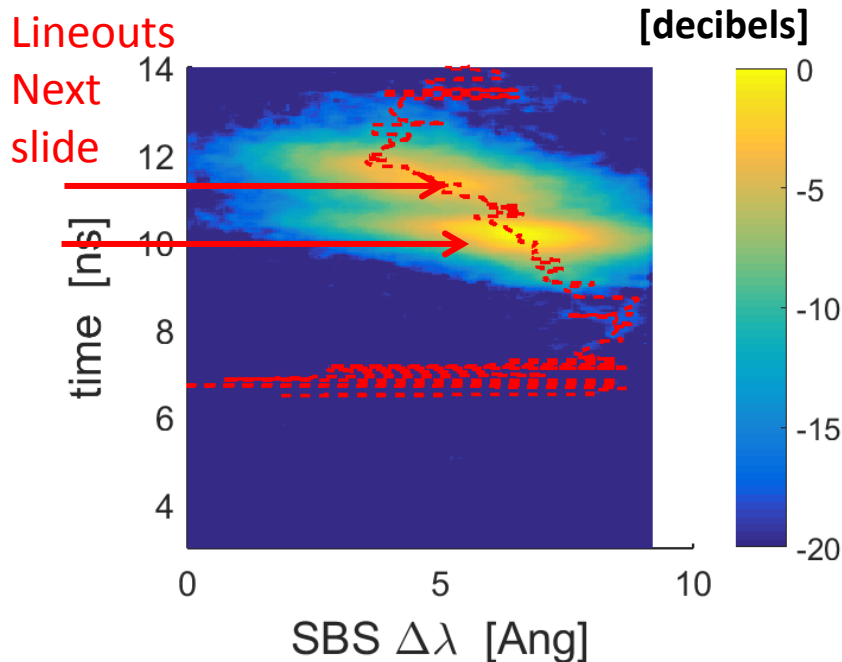 Lineouts
Next
slide
[decibels]
14
12
10
8
6
4
time [ns]
0
5
10
SBS Δλ [Ang]
0
-5
-10
-15
-20